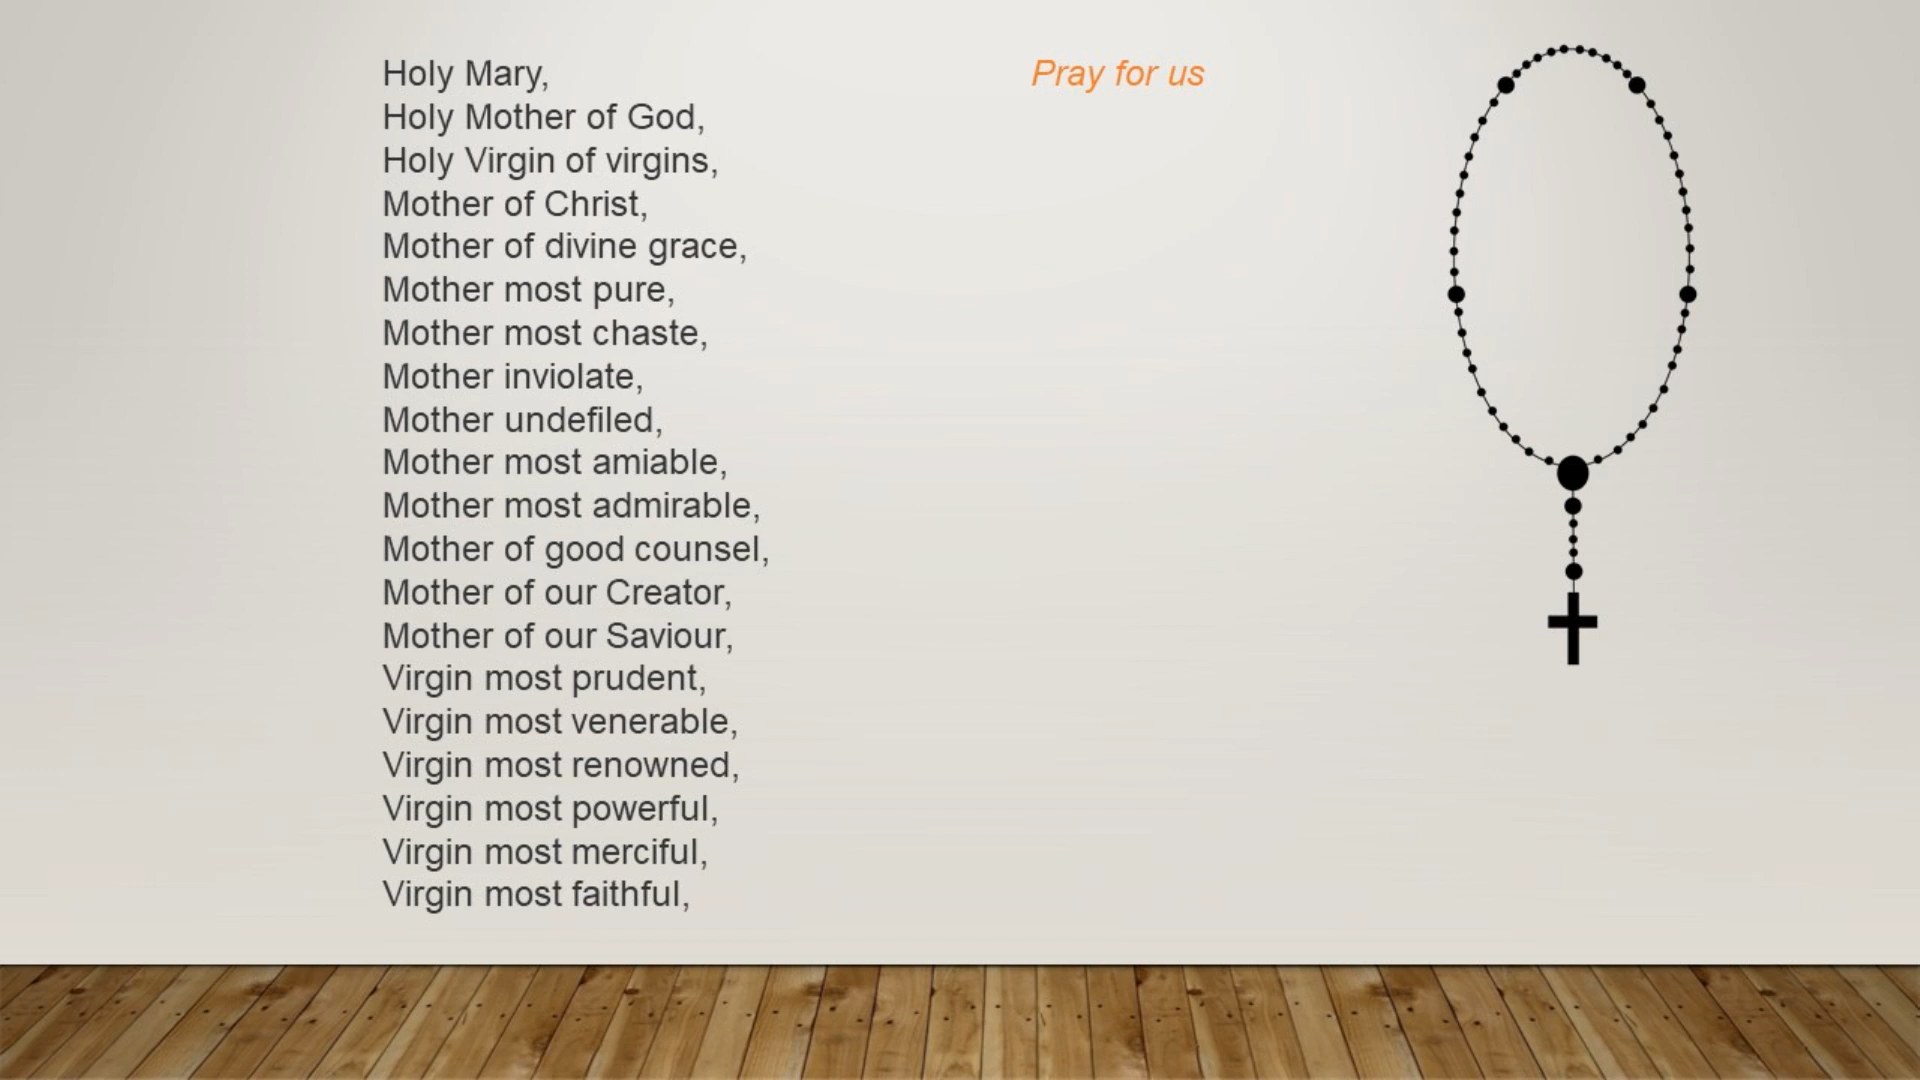 Holy Mary, Pray for us
Holy Mother of God,
Holy Virgin of virgins,
Mother of Christ,
Mother of divine grace,
Mother most pure,
Mother most chaste,
Mother inviolate,
Mother undefiled,
Mother most amiable,
Mother most admirable,
Mother of good counsel,
Mother of our Creator,
Mother of our Saviour,
Virgin most prudent,
Virgin most venerable,
Virgin most renowned,
Virgin most powerful,
Virgin most merciful,
Virgin most faithful,